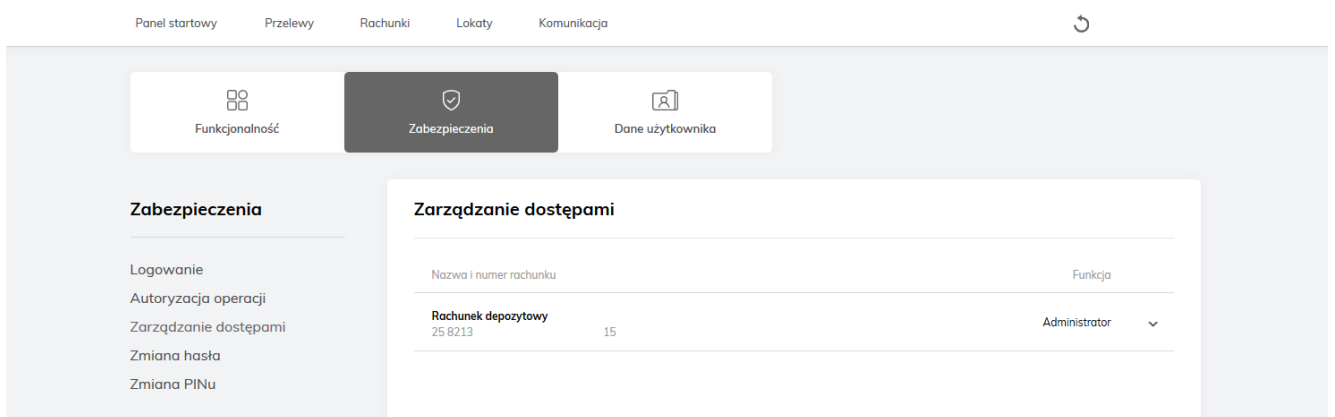 Panel startowy Przelewy Rachunki Lokaty Komunikacja
Funkcjonalność Zabezpieczenia Dane użytkownika
Zabezpieczenia
Logowanie
Autoryzacja operacji
Zarządzanie dostępami
Zmiana hasła
Zmiana PINu
Zarządzanie dostępami
Nazwa i numer rachunku Funkcja
Rachunek depozytowy Administrator
25 8213 15